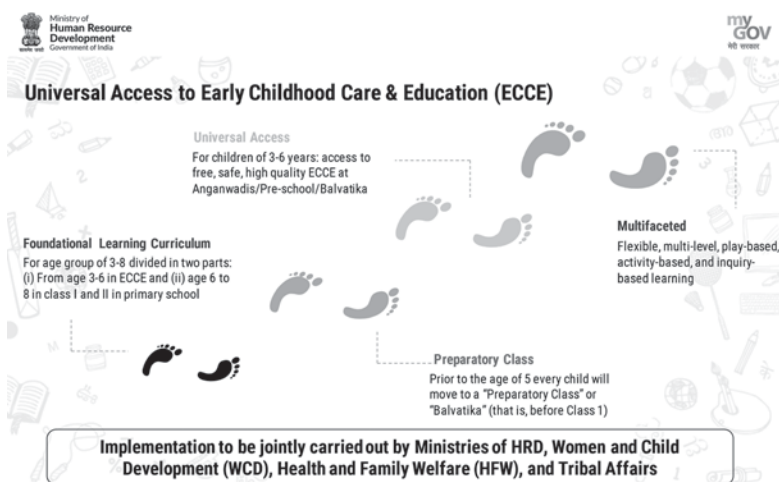 Ministry of
Human Resource
Development
Government of India
सत्यमेव जयते
my
GOV
मेरी सरकार
Universal Access to Early Childhood Care & Education (ECCE)
Universal Access
For children of 3-6 years: access to
free, safe, high quality ECCE at
Anganwadis/Pre-school/Balvatika
Multifaceted
Flexible, multi-level, play-based,
activity-based, and inquiry-
based learning
Foundational Learning Curriculum
For age group of 3-8 divided in two parts:
(i) From age 3-6 in ECCE and (ii) age 6 to
8 in class I and II in primary school
Preparatory Class
Prior to the age of 5 every child will
move to a "Preparatory Class" or
"Balvatika" (that is, before Class 1)
Implementation to be jointly carried out by Ministries of HRD, Women and Child
Development (WCD), Health and Family Welfare (HFW), and Tribal Affairs